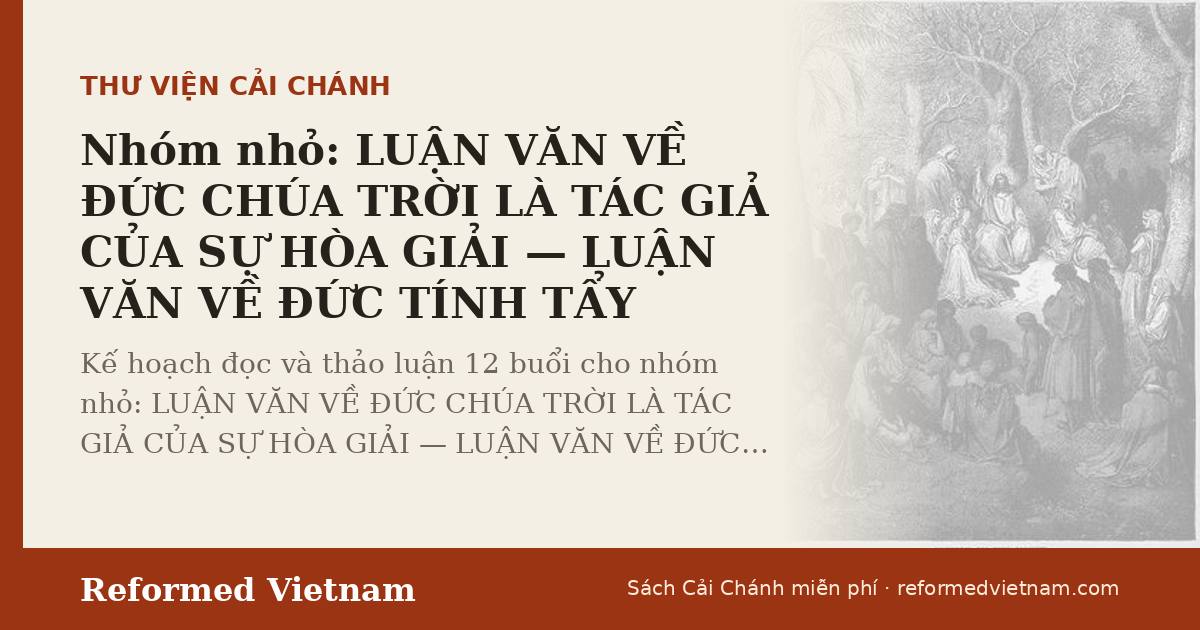 THƯ VIỆN CẢI CHÁNH
Nhóm nhỏ: LUẬN VĂN VỀ
ĐỨC CHÚA TRỜI LÀ TÁC GIẢ
CỦA SỰ HÒA GIẢI — LUẬN
VĂN VỀ ĐỨC TÍNH TẨY
Kế hoạch đọc và thảo luận 12 buổi cho nhóm
nhỏ: LUẬN VĂN VỀ ĐỨC CHÚA TRỜI LÀ TÁC
GIẢ CỦA SỰ HÒA GIẢI — LUẬN VĂN VỀ ĐỨC...
Reformed Vietnam
Sách Cải Chánh miễn phí · reformedvietnam.com